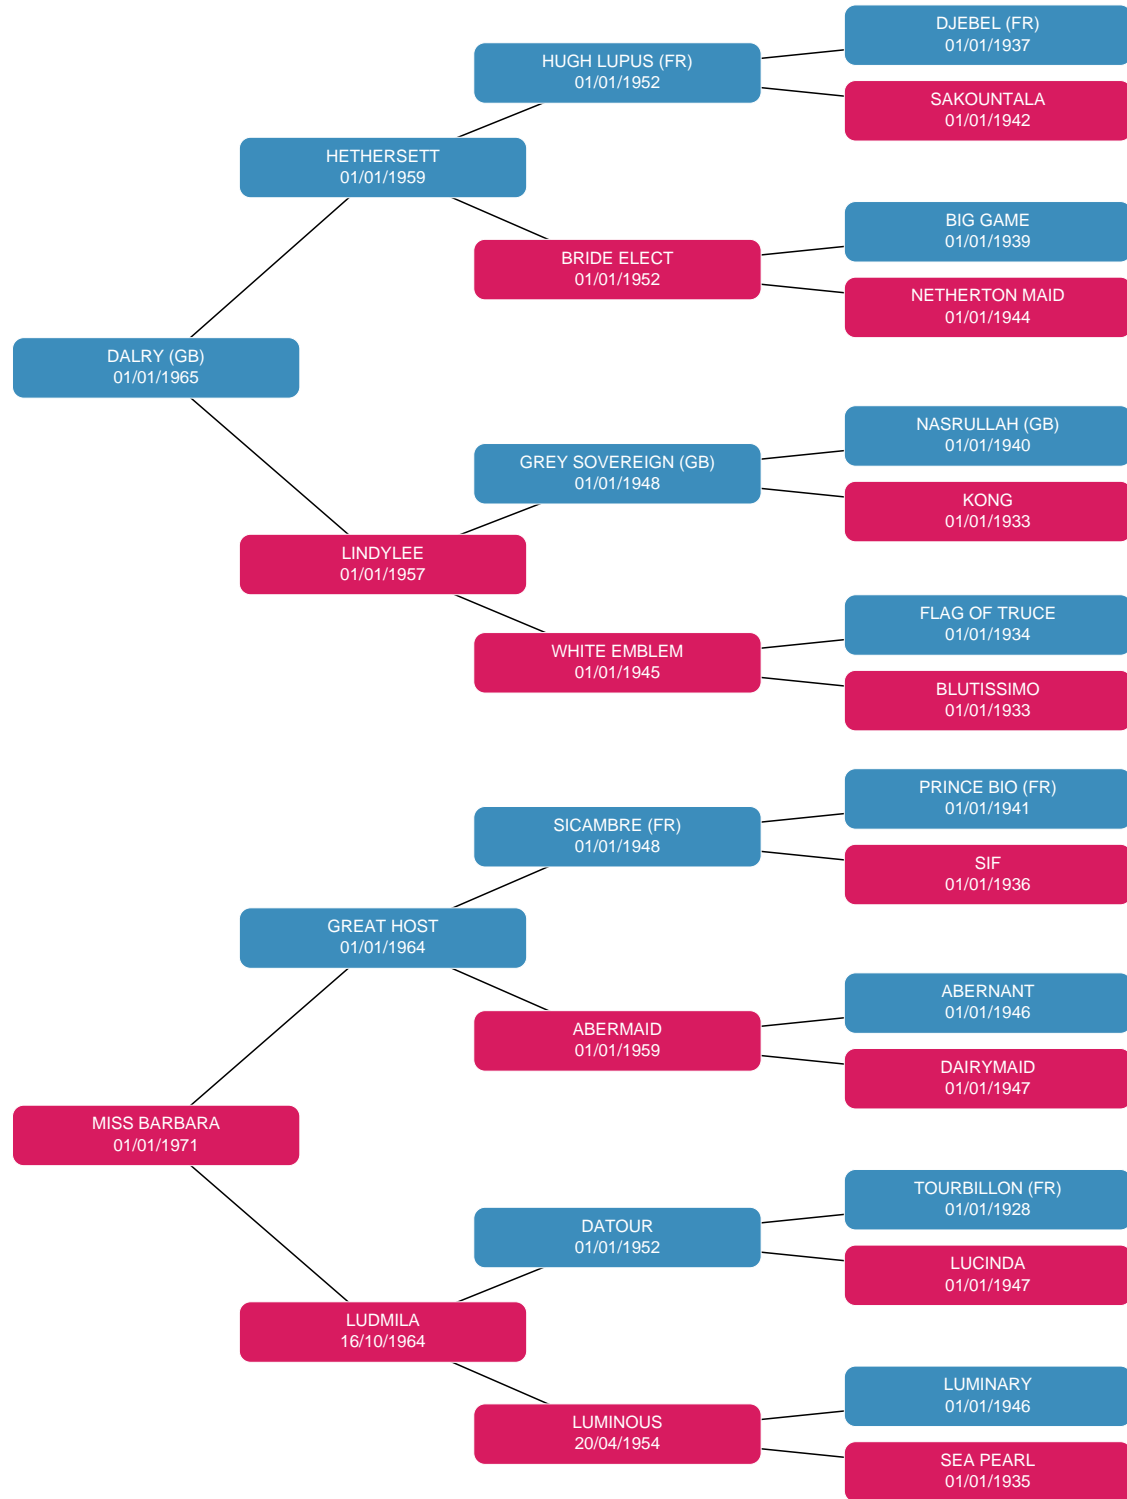 DJEBEL (FR)
01/01/1937
HUGH LUPUS (FR)
01/01/1952
SAKOUNTALA
01/01/1942
HETHERSETT
01/01/1959
BIG GAME
01/01/1939
BRIDE ELECT
01/01/1952
NETHERTON MAID
01/01/1944
DALRY (GB)
01/01/1965
NASRULLAH (GB)
01/01/1940
GREY SOVEREIGN (GB)
01/01/1948
KONG
01/01/1933
LINDYLEE
01/01/1957
FLAG OF TRUCE
01/01/1934
WHITE EMBLEM
01/01/1945
BLUTISSIMO
01/01/1933
PRINCE BIO (FR)
01/01/1941
SICAMBRE (FR)
01/01/1948
SIF
01/01/1936
GREAT HOST
01/01/1964
ABERNANT
01/01/1946
ABERMAID
01/01/1959
DAIRYMAID
01/01/1947
MISS BARBARA
01/01/1971
TOURBILLON (FR)
01/01/1928
DATOUR
01/01/1952
LUCINDA
01/01/1947
LUDMILA
16/10/1964
LUMINARY
01/01/1946
LUMINOUS
20/04/1954
SEA PEARL
01/01/1935